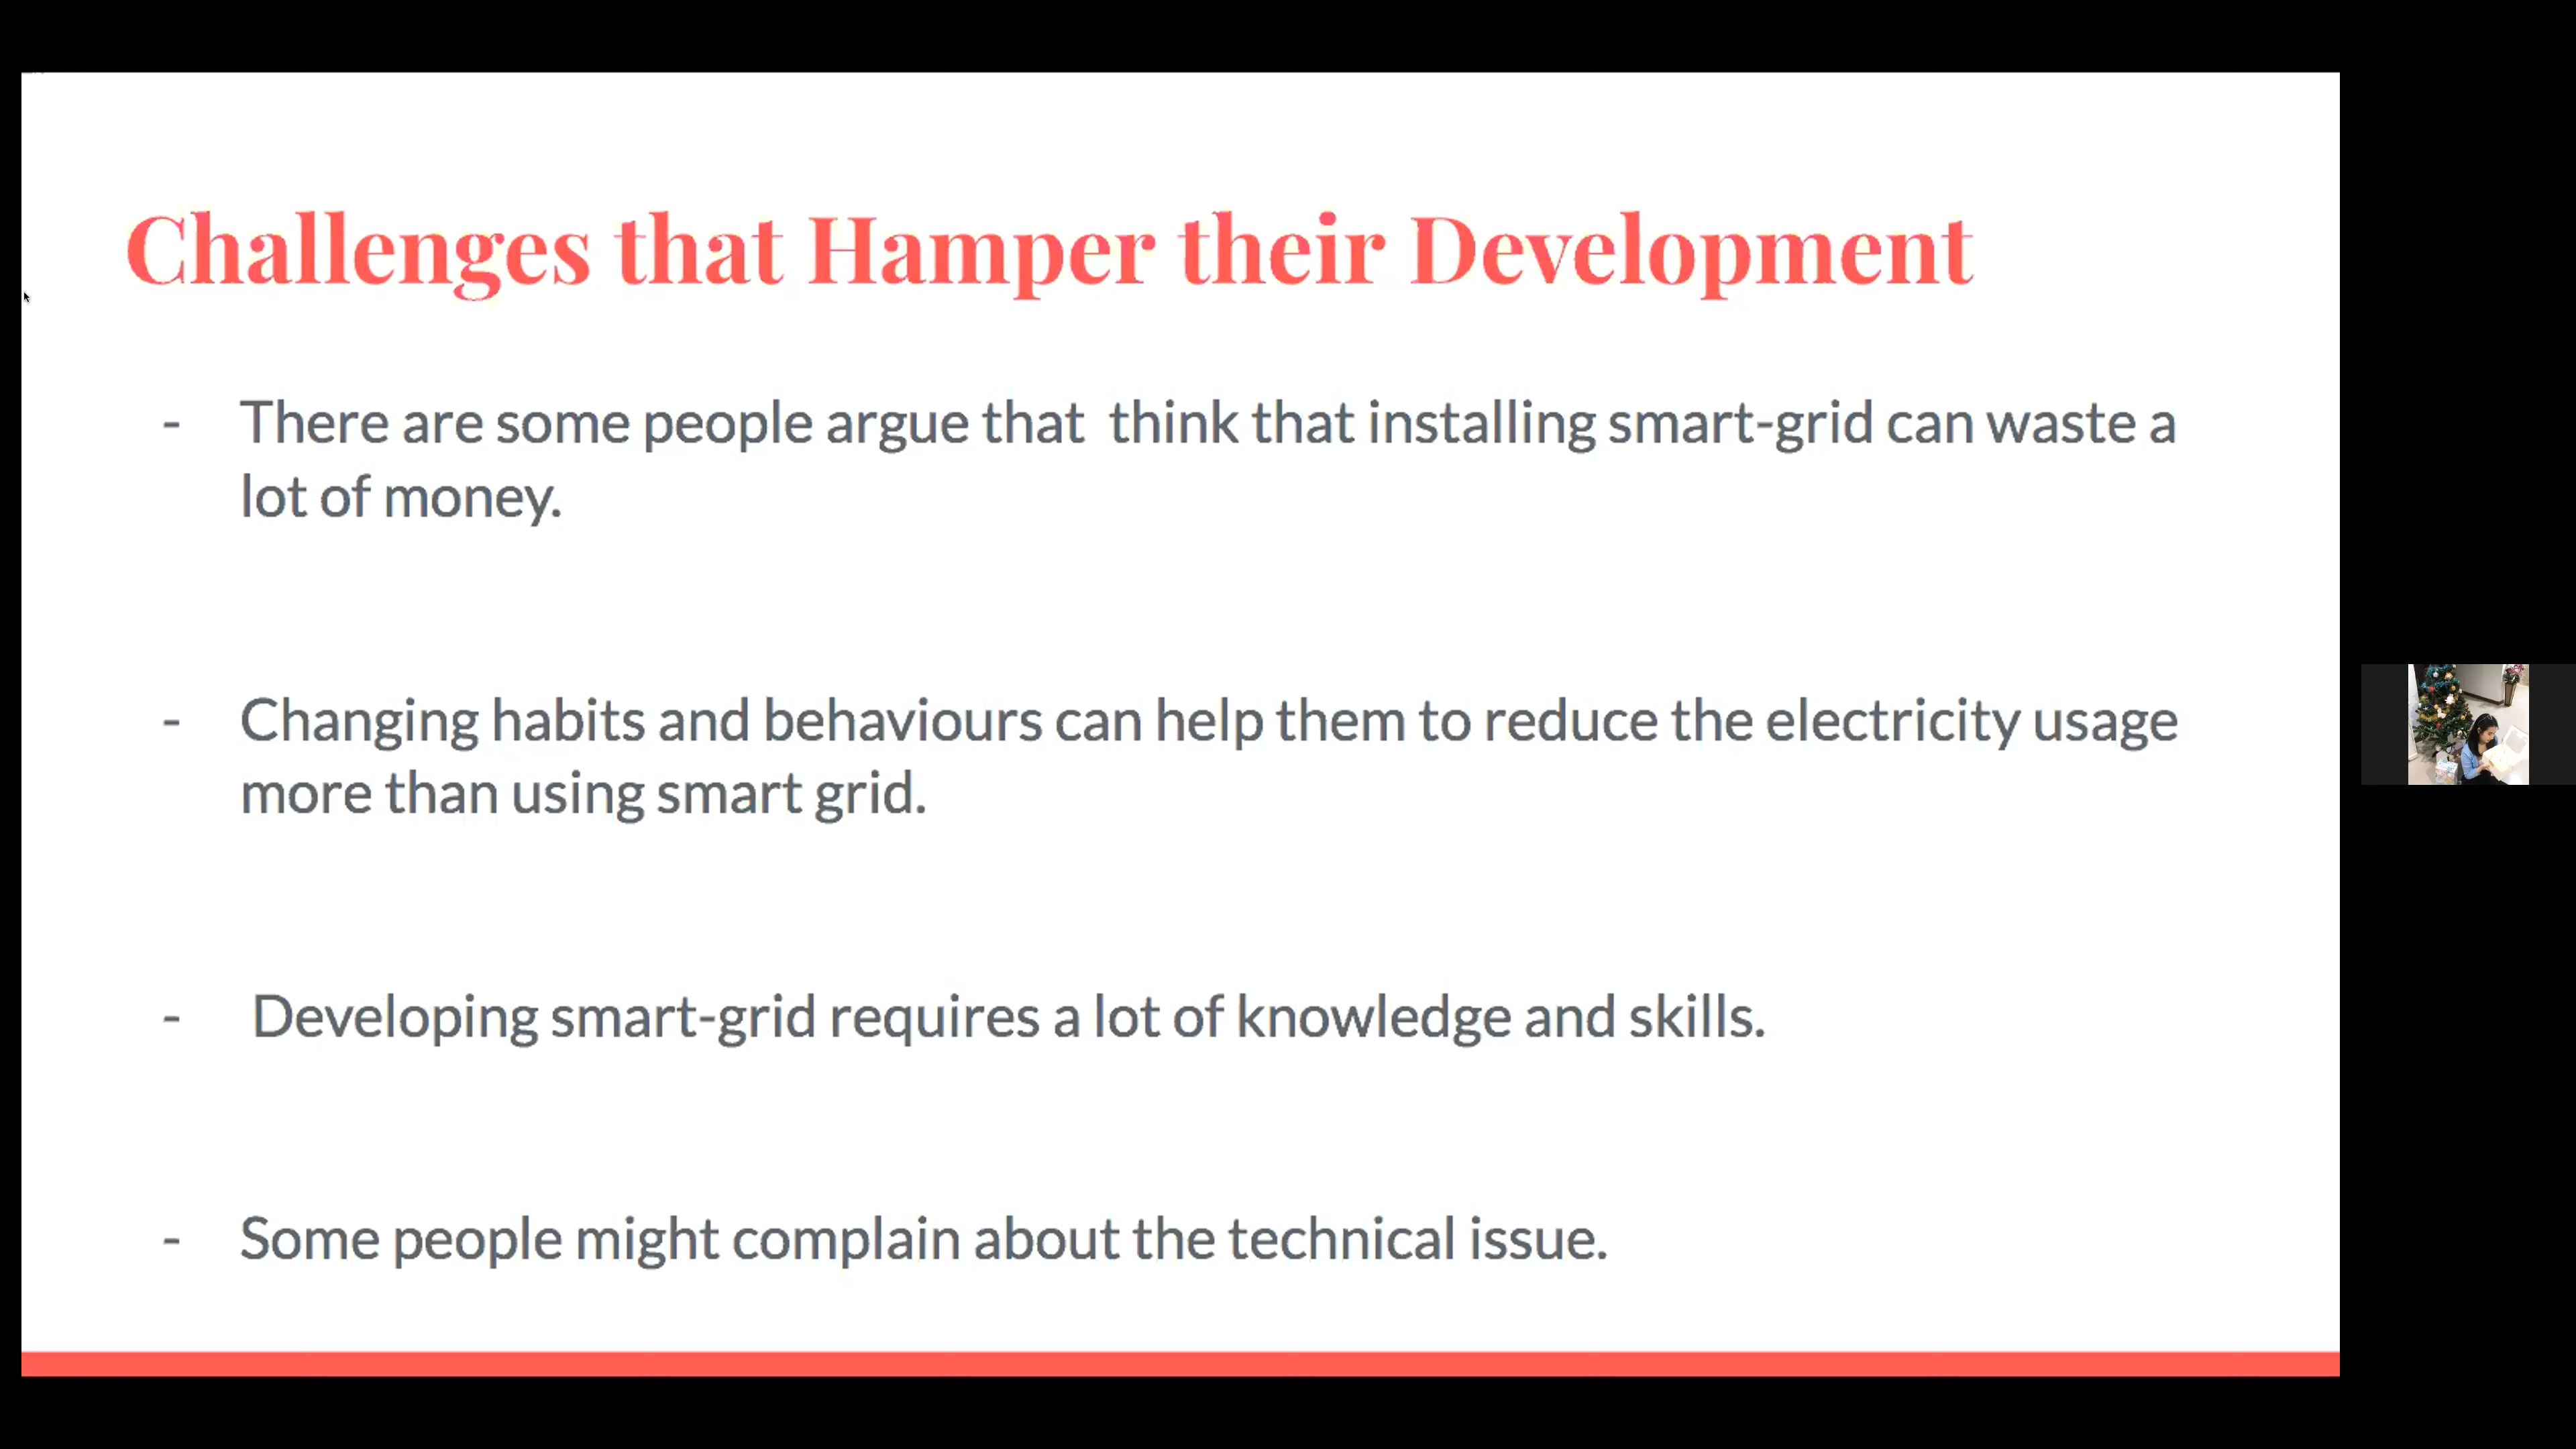 Challenges that Hamper their Development
- There are some people argue that  think that installing smart-grid can waste a
lot of money.
- Changing habits and behaviours can help them to reduce the electricity usage
more than using smart grid.
- Developing smart-grid requires a lot of knowledge and skills.
- Some people might complain about the technical issue.